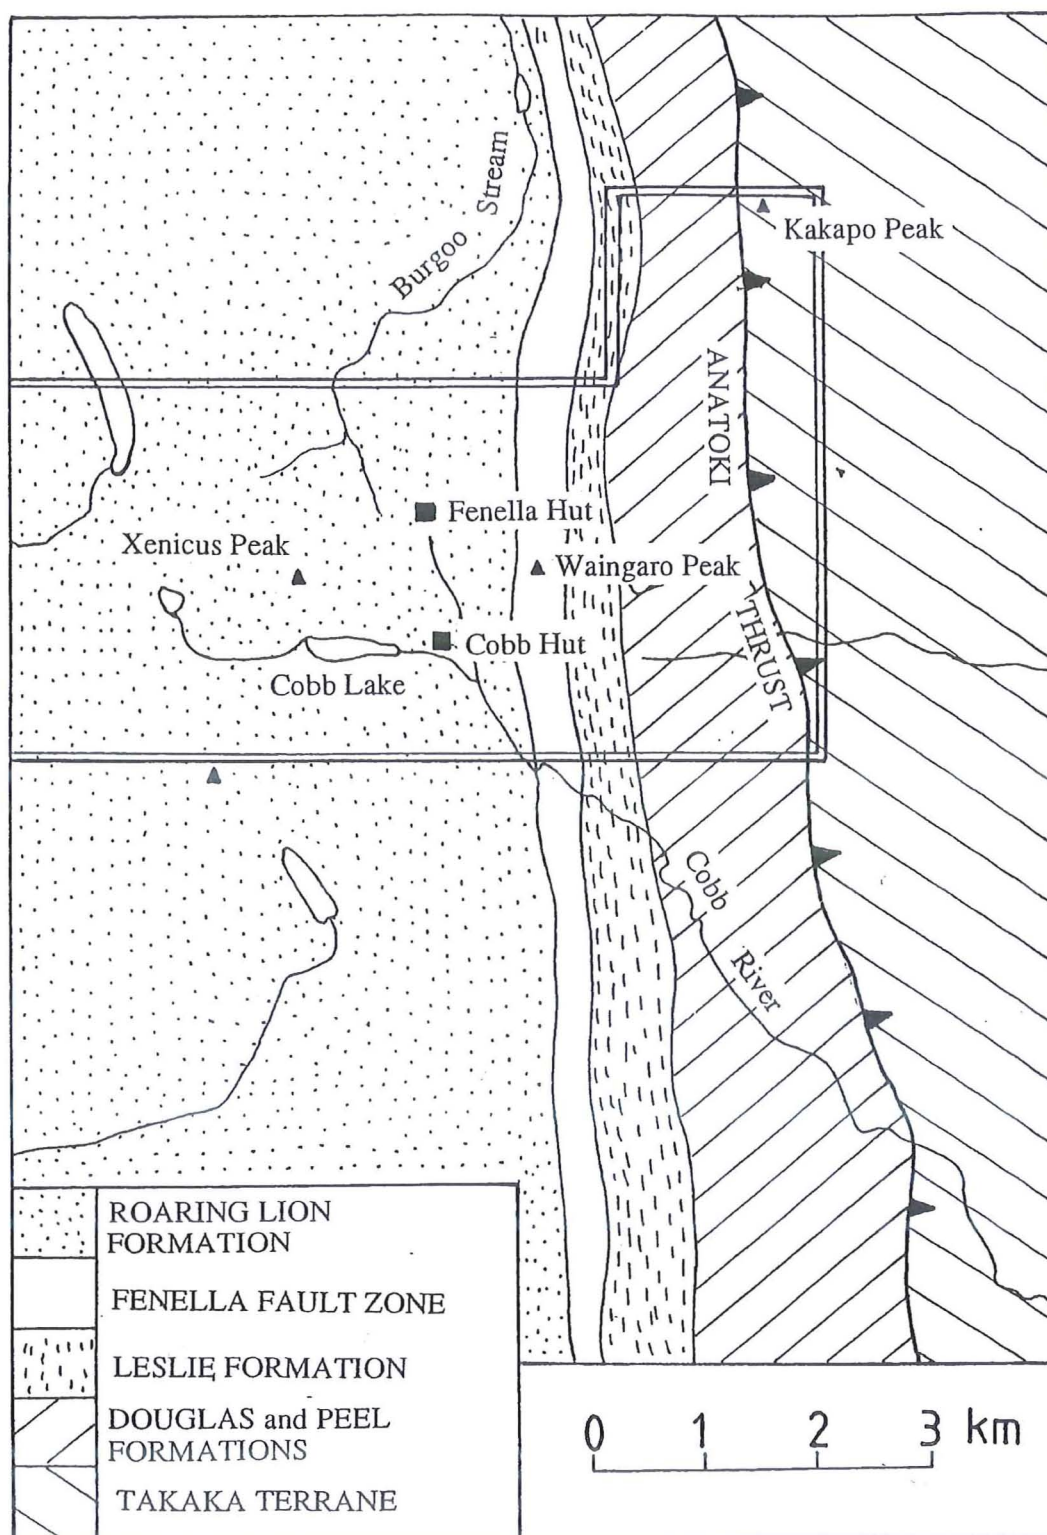 Burgoo Stream
Kakapo Peak
ANATOKI THRUST
Fenella Hut
Xenicus Peak
Waingaro Peak
Cobb Hut
Cobb Lake
Cobb River
ROARING LION
FORMATION
FENELLA FAULT ZONE
LESLIE FORMATION
DOUGLAS and PEEL
FORMATIONS
TAKAKA TERRANE
0 1 2 3 km